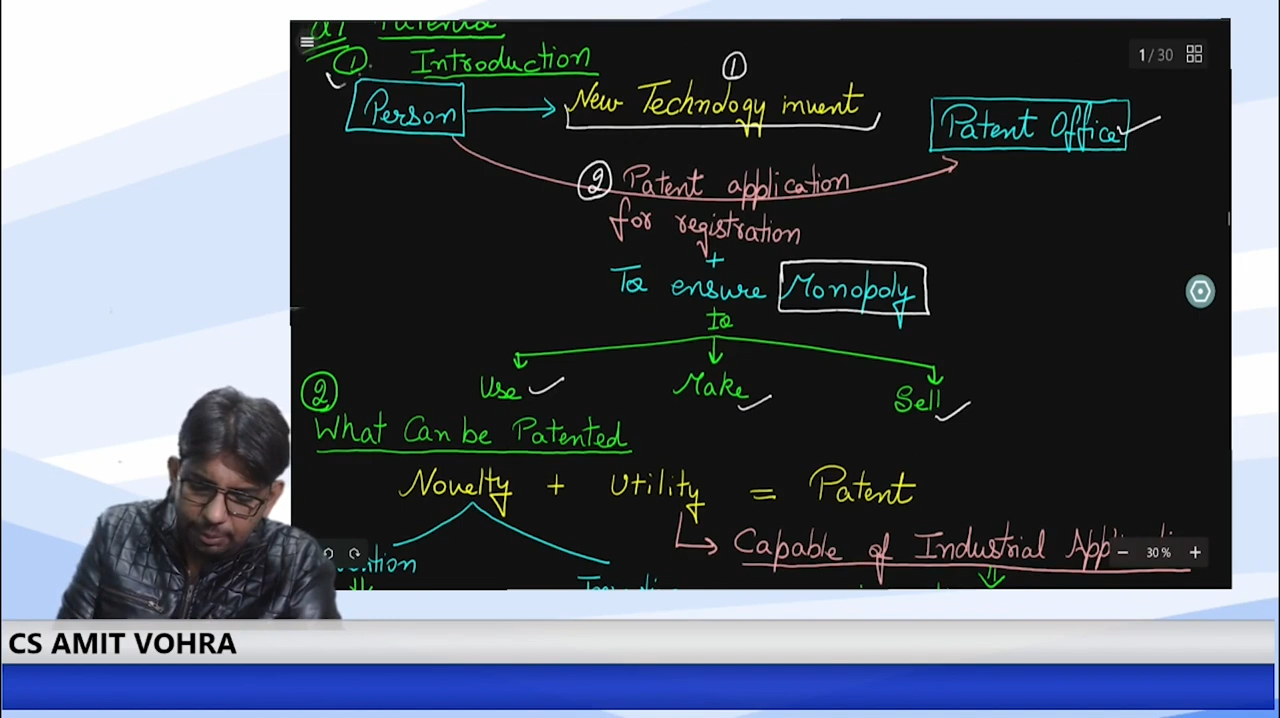 Introduction
①.
①
Person
New Technology invent
Patent Office
② Patent application
for registration
+
To ensure Monopoly
to
Use
Make
Sell
②
What Can be Patented
Novelty + Utility = Patent
Capable of Industrial
1 / 30
30 %
CS AMIT VOHRA